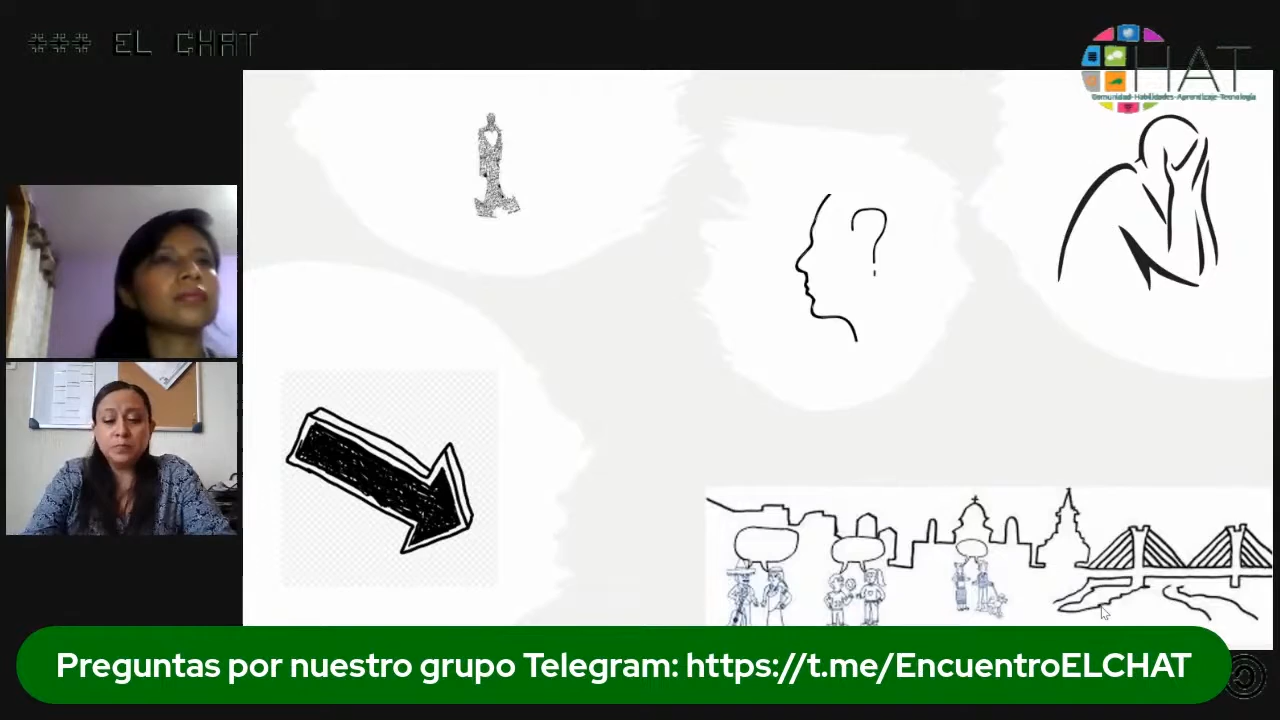 ### EL CHAT
HAT
Comunidad- Habilidades -Aprendizaje- Tecnología
?
Preguntas por nuestro grupo Telegram: https://t.me/EncuentroELCHAT